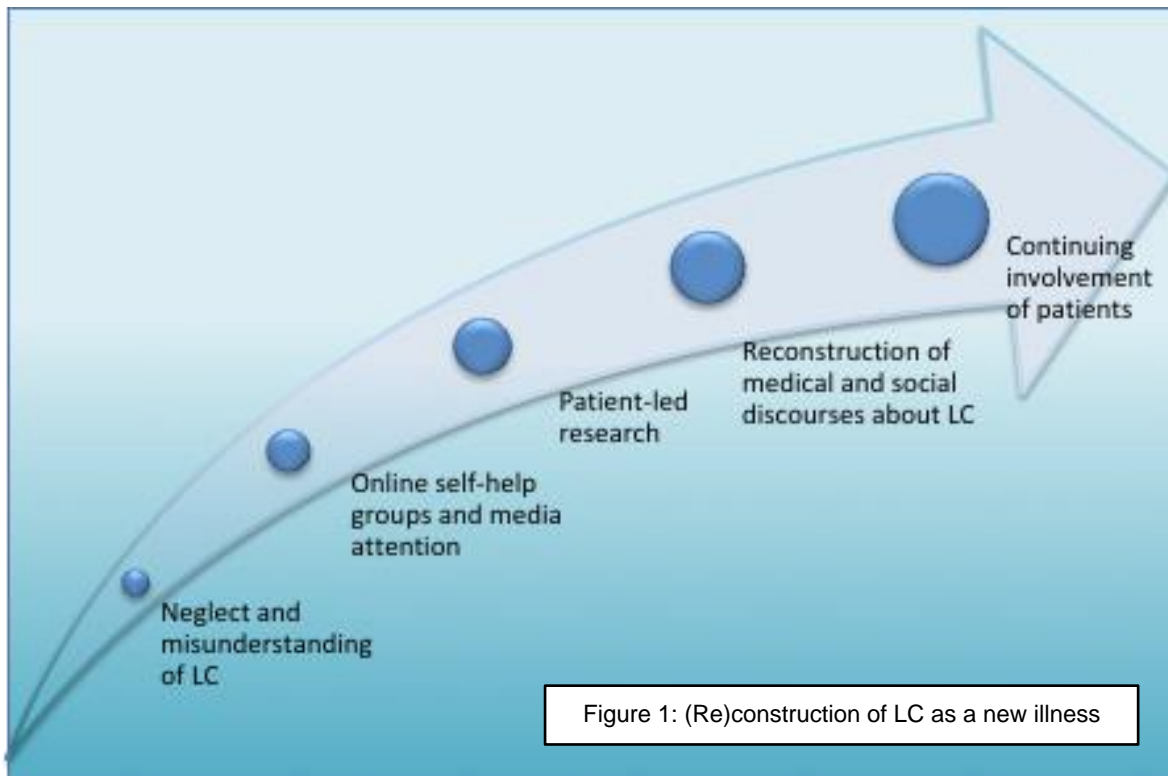 Neglect and
misunderstanding
of LC
Online self-help
groups and media
attention
Patient-led
research
Reconstruction of
medical and social
discourses about LC
Continuing
involvement
of patients
Figure 1: (Re)construction of LC as a new illness